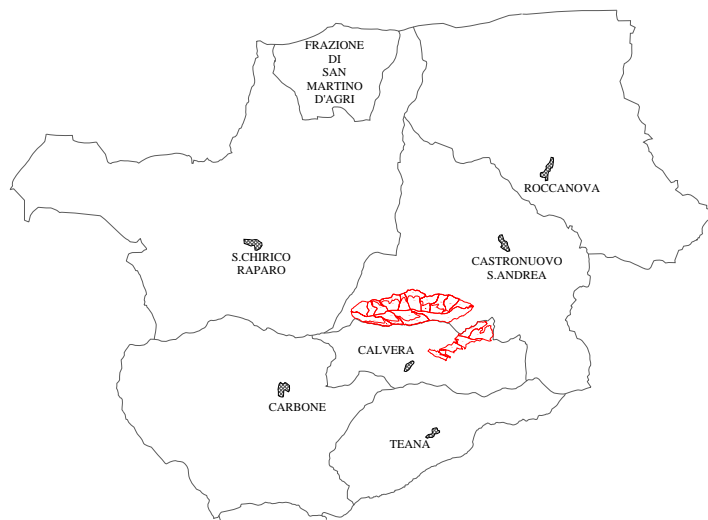 FRAZIONE
DI
SAN
MARTINO
D'AGRI
ROCCANOVA
S.CHIRICO
RAPARO
CASTRONUOVO
S.ANDREA
CALVERA
CARBONE
TEANA